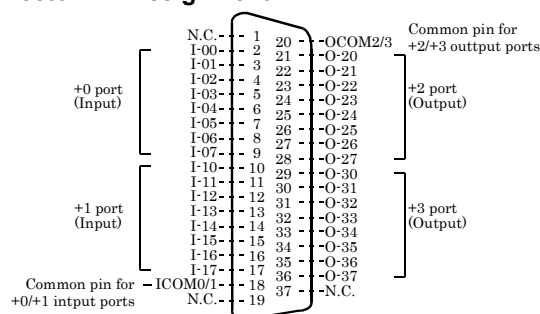 N.C. 1
I-00 2
I-01 3
I-02 4
I-03 5
I-04 6
I-05 7
I-06 8
I-07 9
I-10 10
I-11 11
I-12 12
I-13 13
I-14 14
I-15 15
I-16 16
I-17 17
ICOM0/1 18
N.C. 19
+0 port
(Input)
+1 port
(Input)
Common pin for
+0/+1 intput ports
20 OCOM2/3
21 O-20
22 O-21
23 O-22
24 O-23
25 O-24
26 O-25
27 O-26
28 O-27
29 O-30
30 O-31
31 O-32
32 O-33
33 O-34
34 O-35
35 O-36
36 O-37
37 N.C.
Common pin for
+2/+3 outtput ports
+2 port
(Output)
+3 port
(Output)